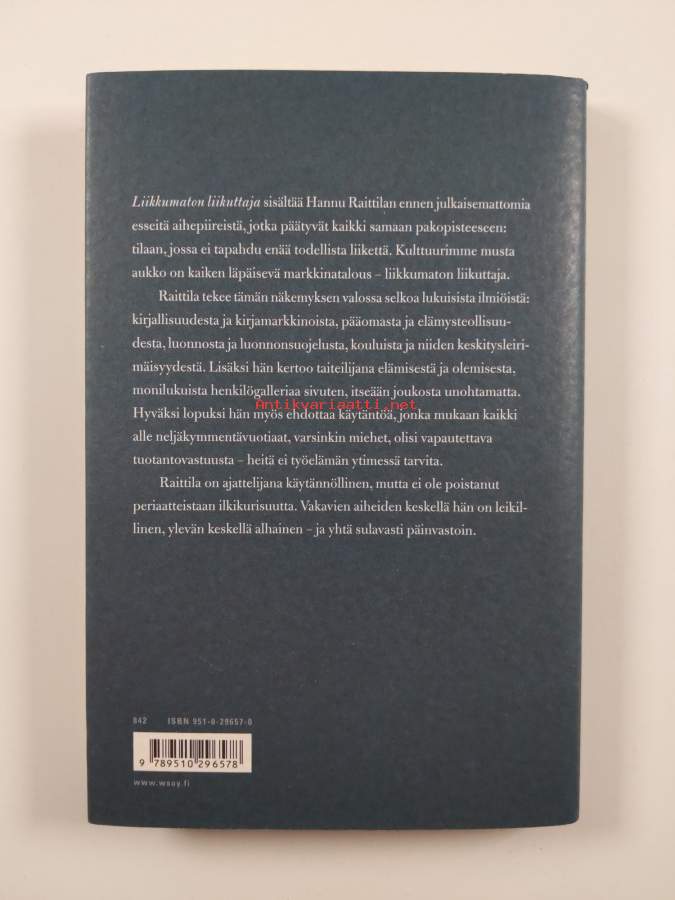 Liikkumaton liikuttaja sisältää Hannu Raittilan ennen julkaisemattomia
esseitä aihepiireistä, jotka päätyvät kaikki samaan pakopisteeseen:
tilaan, jossa ei tapahdu enää todellista liikettä. Kulttuurimme musta
aukko on kaiken läpäisevä markkinatalous – liikkumaton liikuttaja.
Raittila tekee tämän näkemyksen valossa selkoa lukuisista ilmiöistä:
kirjallisuudesta ja kirjamarkkinoista, pääomasta ja elämysteollisuu-
desta, luonnosta ja luonnonsuojelusta, kouluista ja niiden keskitysleiri-
mäisyydestä. Lisäksi hän kertoo taiteilijana elämisestä ja olemisesta,
monilukuista henkilögalleriaa sivuten, itseään joukosta unohtamatta.
Antikvariaatti.net
Hyväksi lopuksi hän myös ehdottaa käytäntöä, jonka mukaan kaikki
alle neljäkymmentävuotiaat, varsinkin miehet, olisi vapautettava
tuotantovastuusta – heitä ei työelämän ytimessä tarvita.
Raittila on ajattelijana käytännöllinen, mutta ei ole poistanut
periaatteistaan ilkikurisuutta. Vakavien aiheiden keskellä hän on leikil-
linen, ylevän keskellä alhainen – ja yhtä sulavasti päinvastoin.
842 ISBN 951-0-29657-0
9 789510 296578
www.wsoy.fi